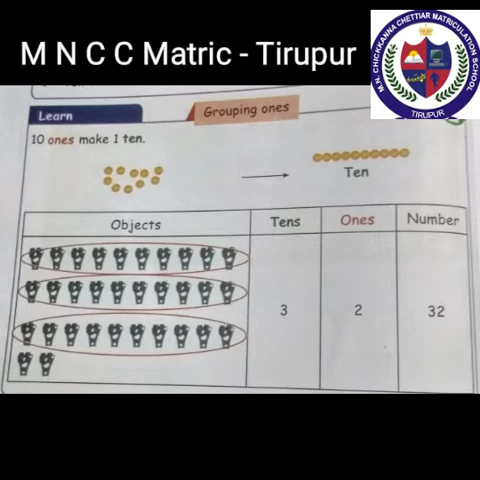 M N C C Matric - Tirupur
M.N. CHICKKANNA CHETTIAR MATRICULATION SCHOOL
TIRUPUR
Learn
Grouping ones
10 ones make 1 ten.
Ten
Objects Tens Ones Number
3 2 32